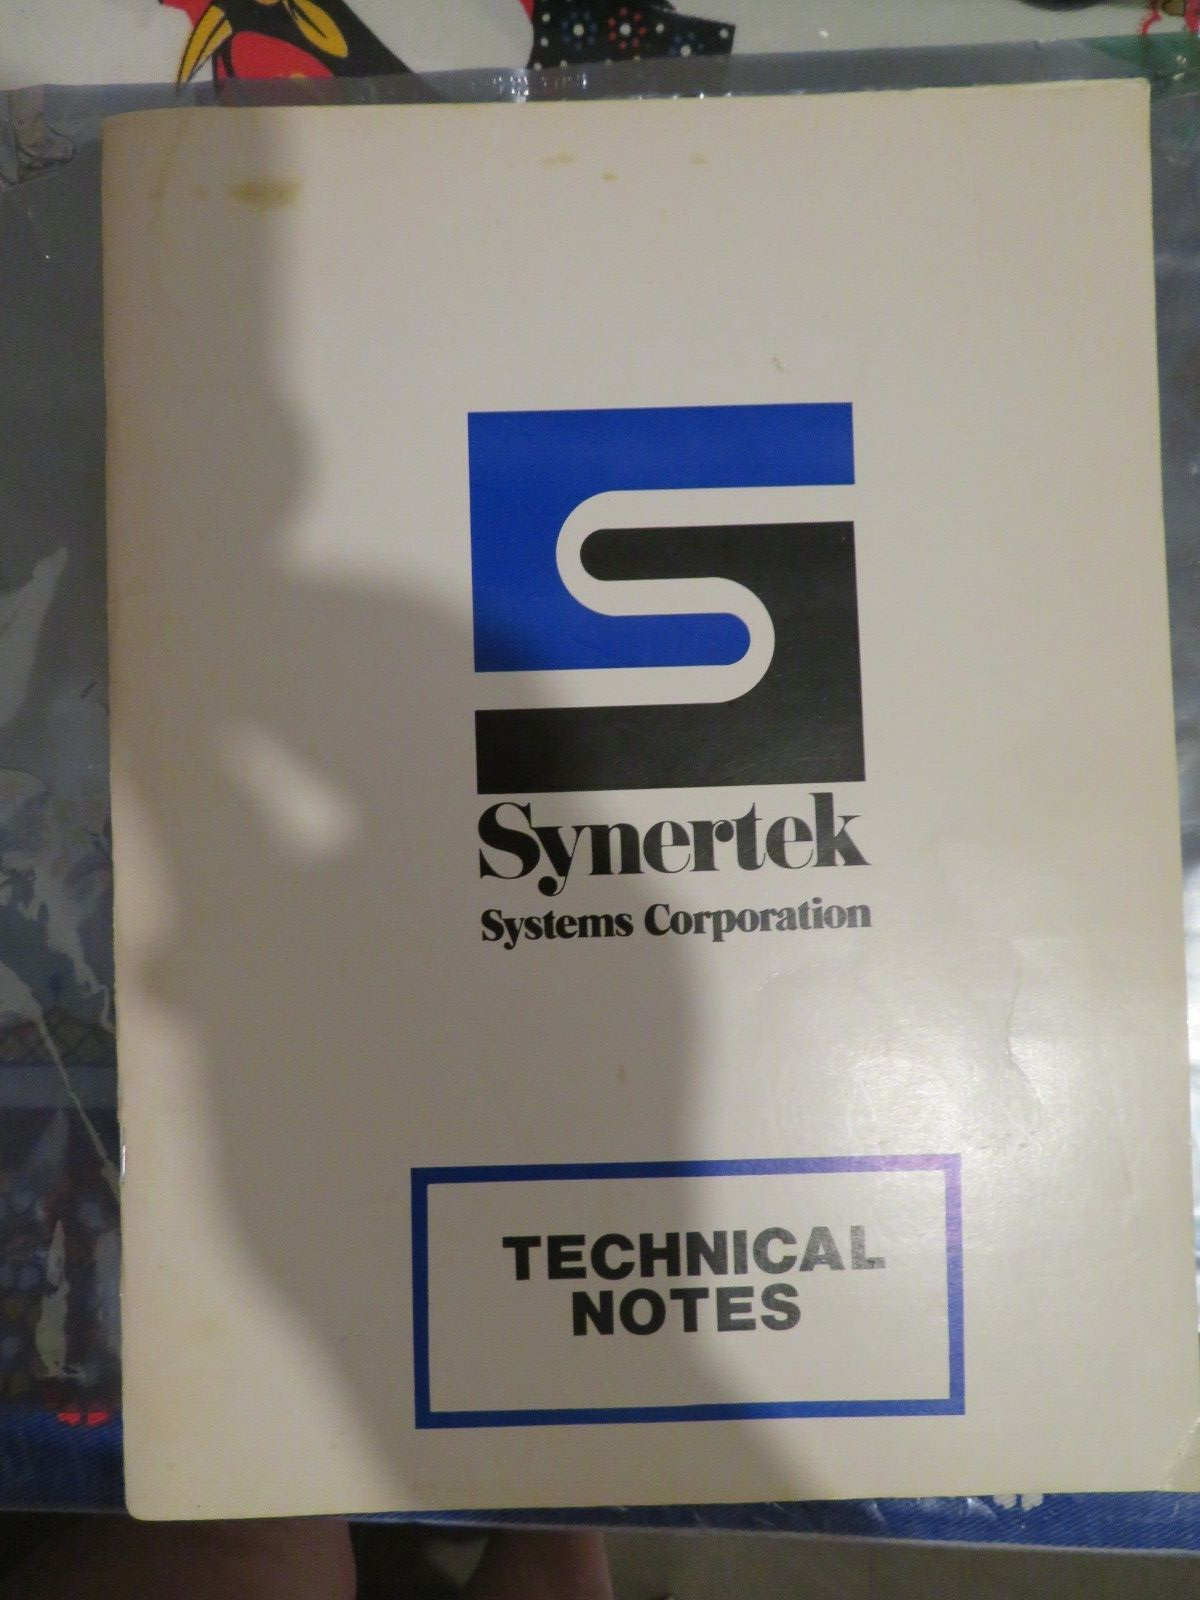 Synertek
Systems Corporation
TECHNICAL
NOTES